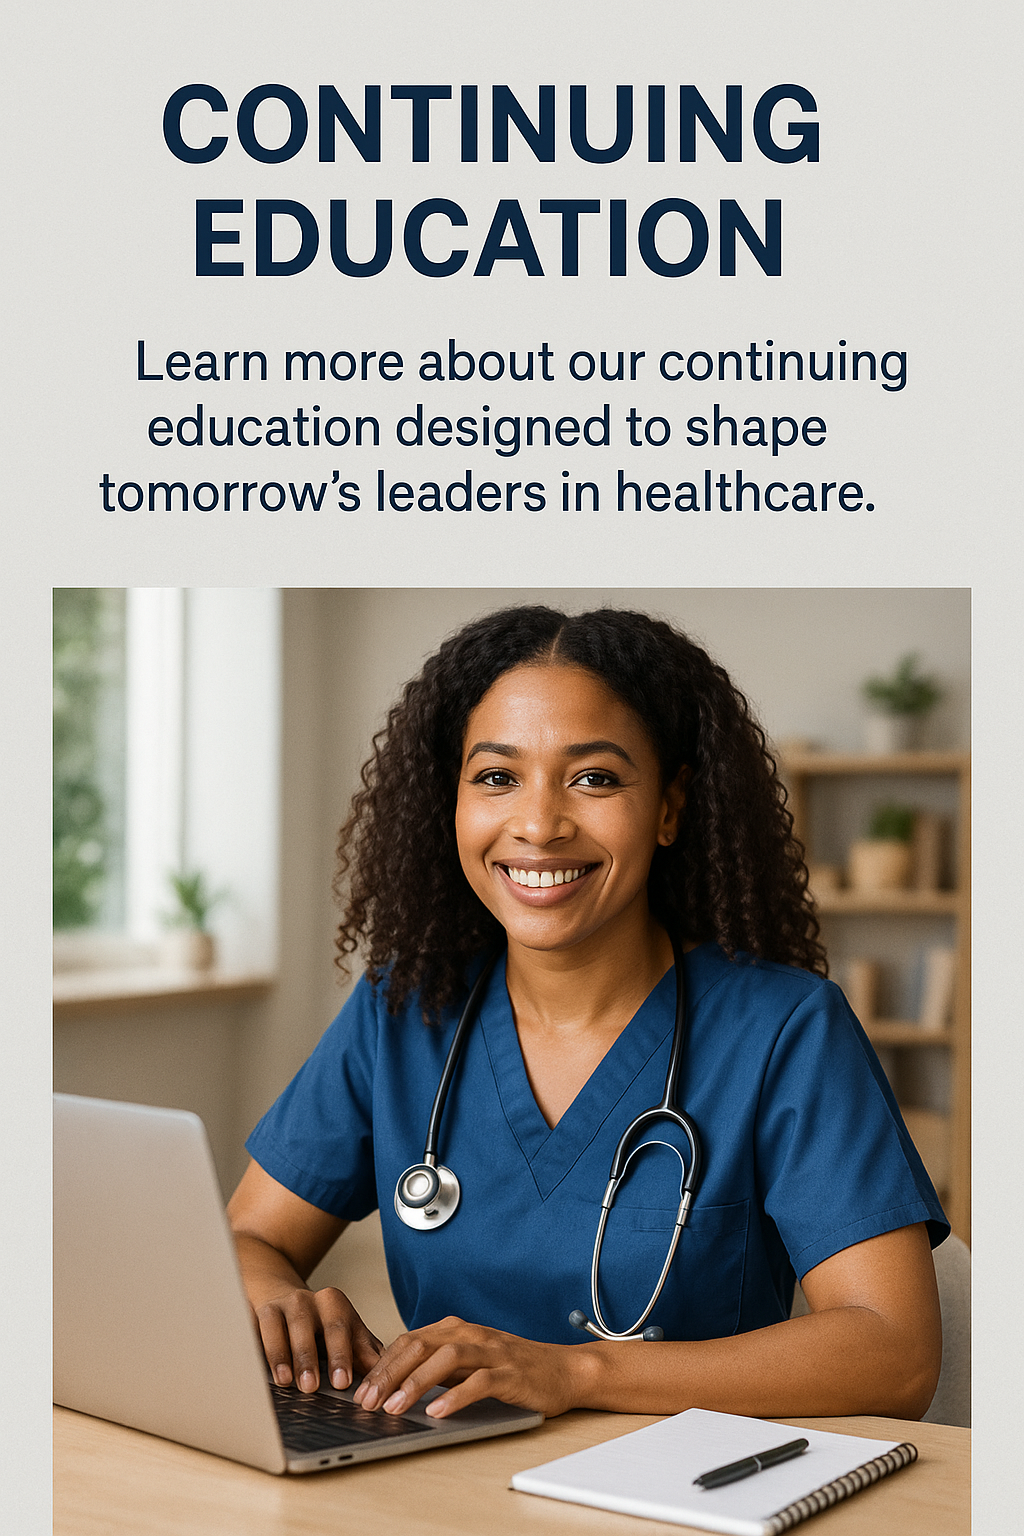 CONTINUING
EDUCATION
Learn more about our continuing
education designed to shape
tomorrow’s leaders in healthcare.